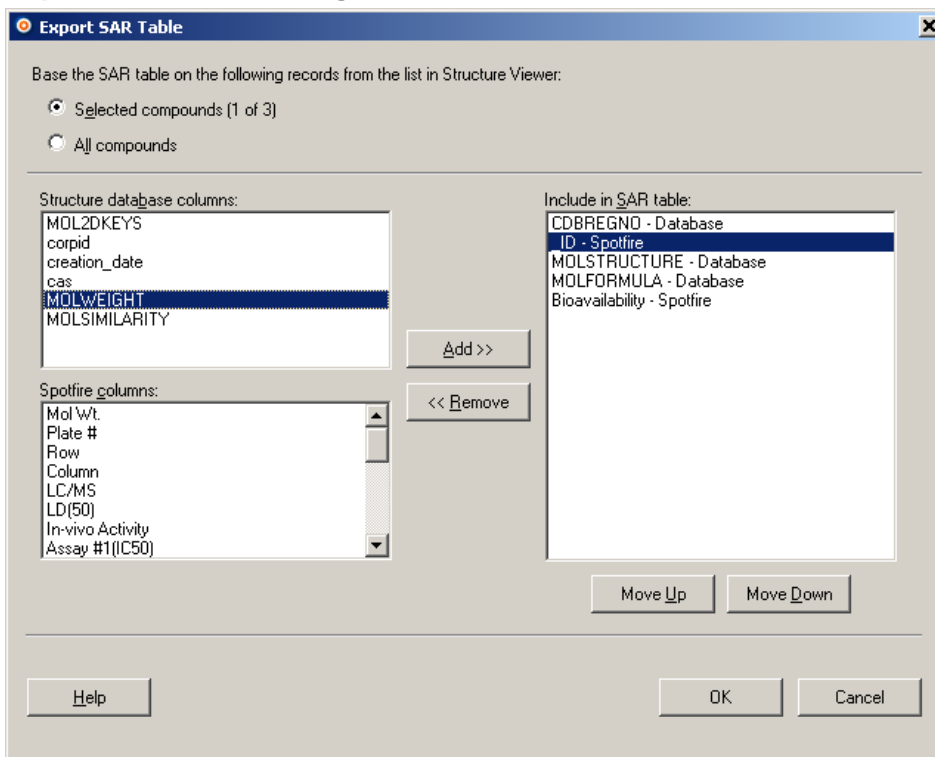 Export SAR Table
Base the SAR table on the following records from the list in Structure Viewer:
Selected compounds (1 of 3)
All compounds
Structure database columns:
MOL2DKEYS
corpid
creation_date
cas
MOLWEIGHT
MOLSIMILARITY
Add >>
<< Remove
Spotfire columns:
Mol Wt.
Plate #
Row
Column
LC/MS
LD(50)
In-vivo Activity
Assay #1(IC50)
Include in SAR table:
CDBREGNO - Database
_ID - Spotfire
MOLSTRUCTURE - Database
MOLFORMULA - Database
Bioavailability - Spotfire
Move Up
Move Down
Help
OK
Cancel